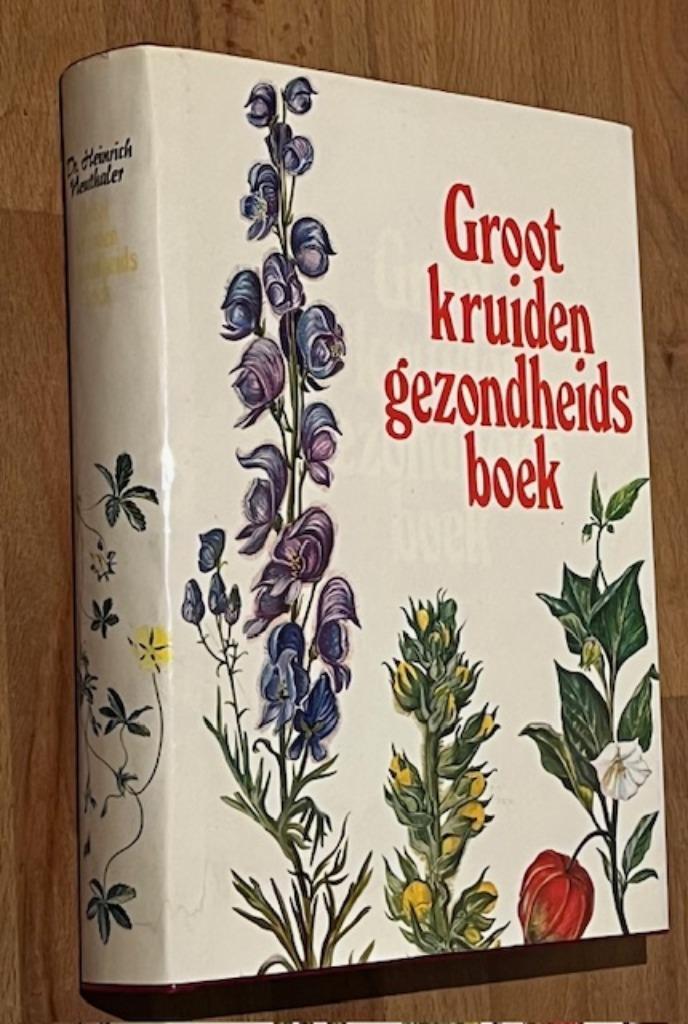 Dr. Heinrich
Neuthaler
Groot
kruiden
gezondheids
boek